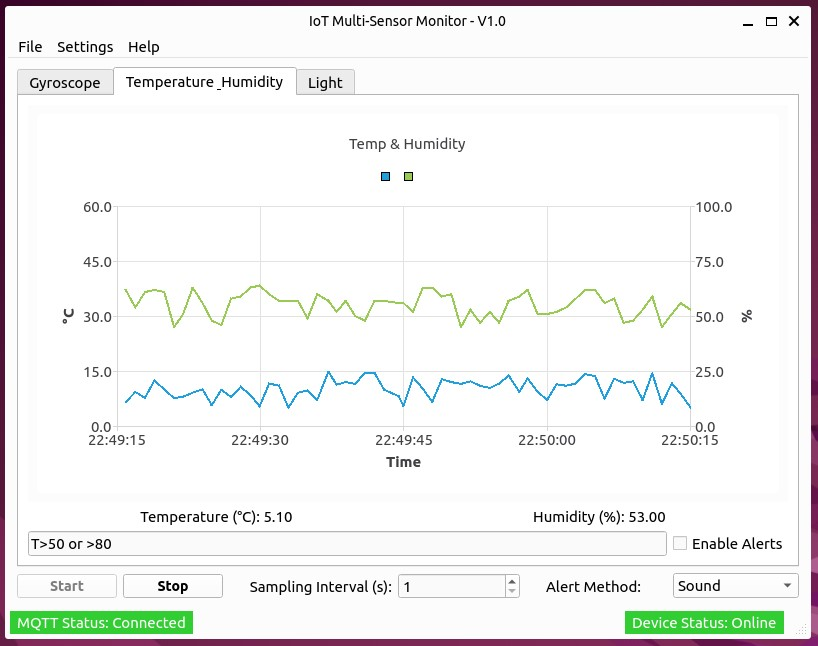 IoT Multi-Sensor Monitor - V1.0
File Settings Help
Gyroscope Temperature_Humidity Light
Temp & Humidity
60.0 100.0
45.0 75.0
°C 30.0 50.0 %
15.0 25.0
0.0 0.0
22:49:15 22:49:30 22:49:45 22:50:00 22:50:15
Time
Temperature (°C): 5.10 Humidity (%): 53.00
T>50 or >80 Enable Alerts
Start Stop Sampling Interval (s): 1 Alert Method: Sound
MQTT Status: Connected Device Status: Online